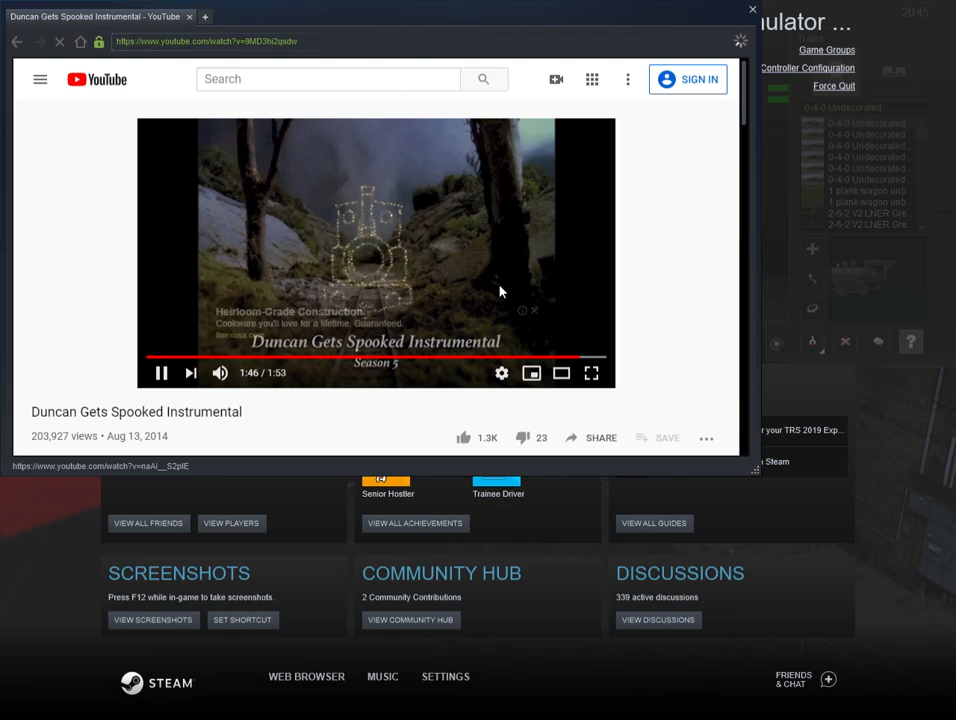 Duncan Gets Spooked Instrumental - YouTube × +
https://www.youtube.com/watch?v=9MD3hi2qsdw
YouTube
Search
SIGN IN
Heirloom-Grade Construction.
Cookware you'll love for a lifetime. Guaranteed.
finexusa.com
Duncan Gets Spooked Instrumental
Season 5
1:46 / 1:53
Duncan Gets Spooked Instrumental
203,927 views • Aug 13, 2014
1.3K
23
SHARE
SAVE
https://www.youtube.com/watch?v=naAi__S2pIE
ulator ...
20:45
Game Groups
Controller Configuration
Force Quit
0-4-0 Undecorated
0-4-0 Undecorated...
0-4-0 Undecorated...
0-4-0 Undecorated...
0-4-0 Undecorated...
0-4-0 Undecorated...
0-4-0 Undecorated...
1 plank wagon unb...
1 plank wagon unb...
2-6-2 V2 LNER Gre...
2-6-2 V2 LNER Gra...
?
r your TRS 2019 Exp...
Steam
Senior Hostler
Trainee Driver
VIEW ALL FRIENDS
VIEW PLAYERS
VIEW ALL ACHIEVEMENTS
VIEW ALL GUIDES
SCREENSHOTS
Press F12 while in-game to take screenshots.
VIEW SCREENSHOTS
SET SHORTCUT
COMMUNITY HUB
2 Community Contributions
VIEW COMMUNITY HUB
DISCUSSIONS
339 active discussions
VIEW DISCUSSIONS
STEAM
WEB BROWSER
MUSIC
SETTINGS
FRIENDS
& CHAT